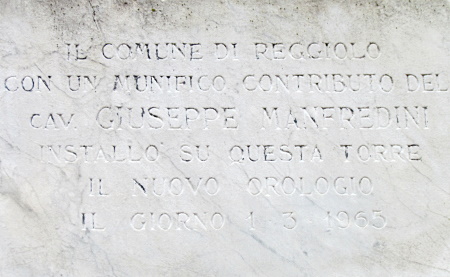 IL COMUNE DI REGGIOLO
CON UN MUNIFICO CONTRIBUTO DEL
CAV. GIUSEPPE MANFREDINI
INSTALLÒ SU QUESTA TORRE
IL NUOVO OROLOGIO
IL GIORNO 1-3-1965